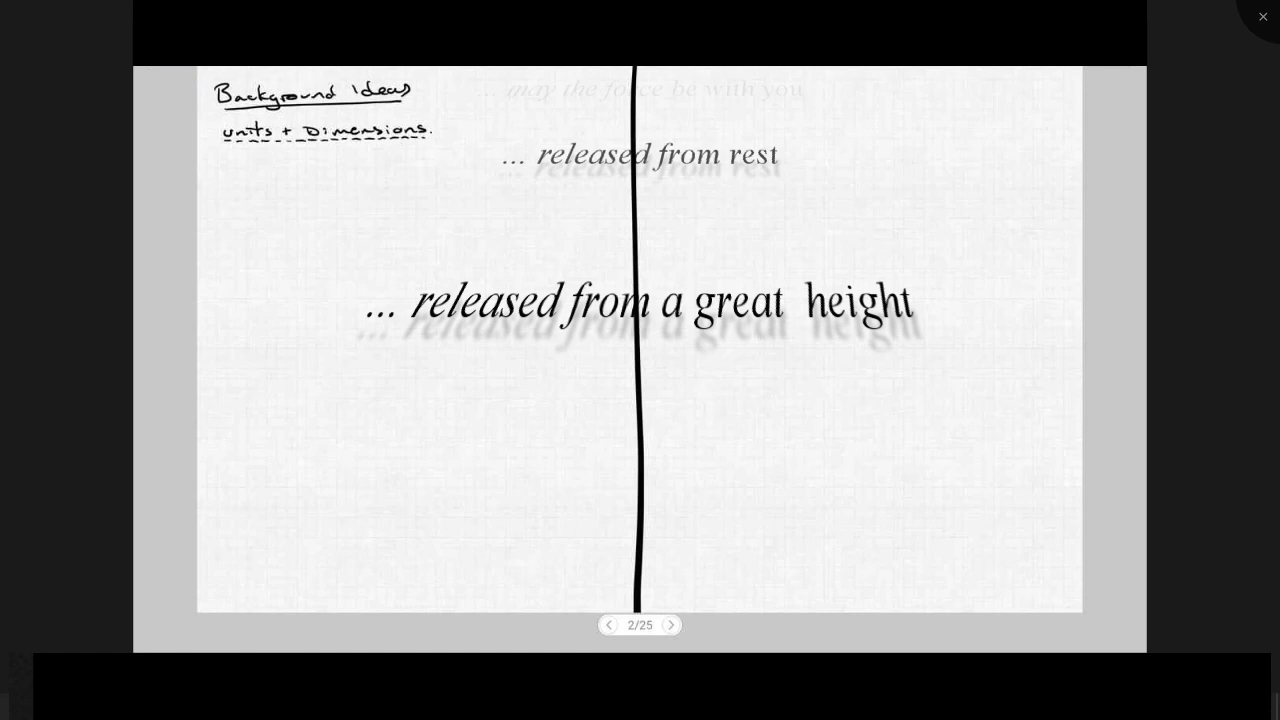 Background Ideas
units + Dimensions.
... may the force be with you
... released from rest
... released from a great height
2/25